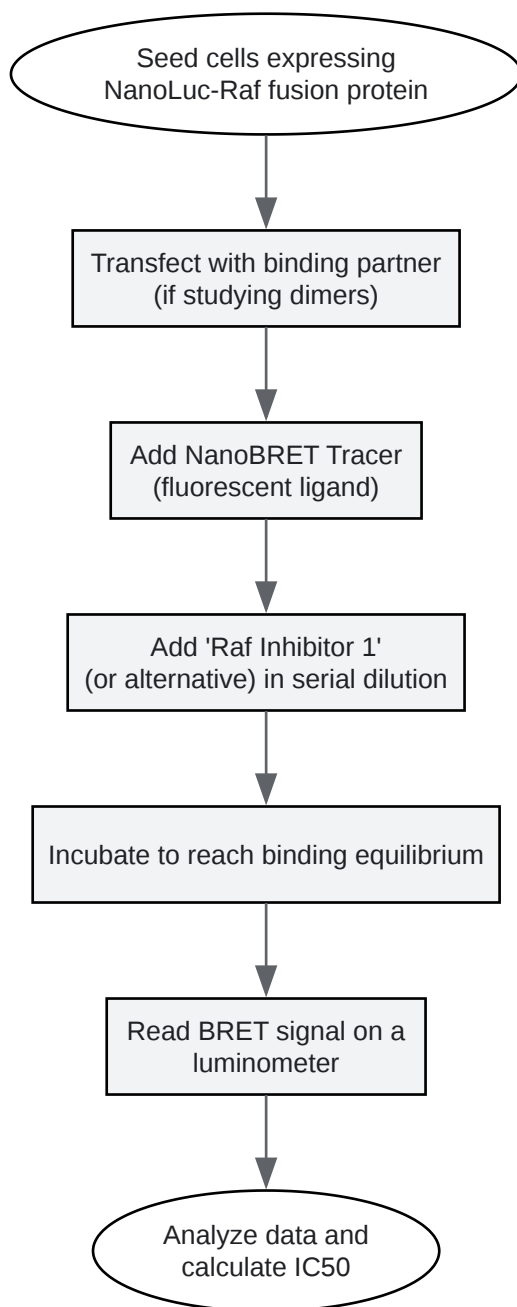 Seed cells expressing
NanoLuc-Raf fusion protein
Transfect with binding partner
(if studying dimers)
Add NanoBRET Tracer
(fluorescent ligand)
Add 'Raf Inhibitor 1'
(or alternative) in serial dilution
Incubate to reach binding equilibrium
Read BRET signal on a
luminometer
Analyze data and
calculate IC50